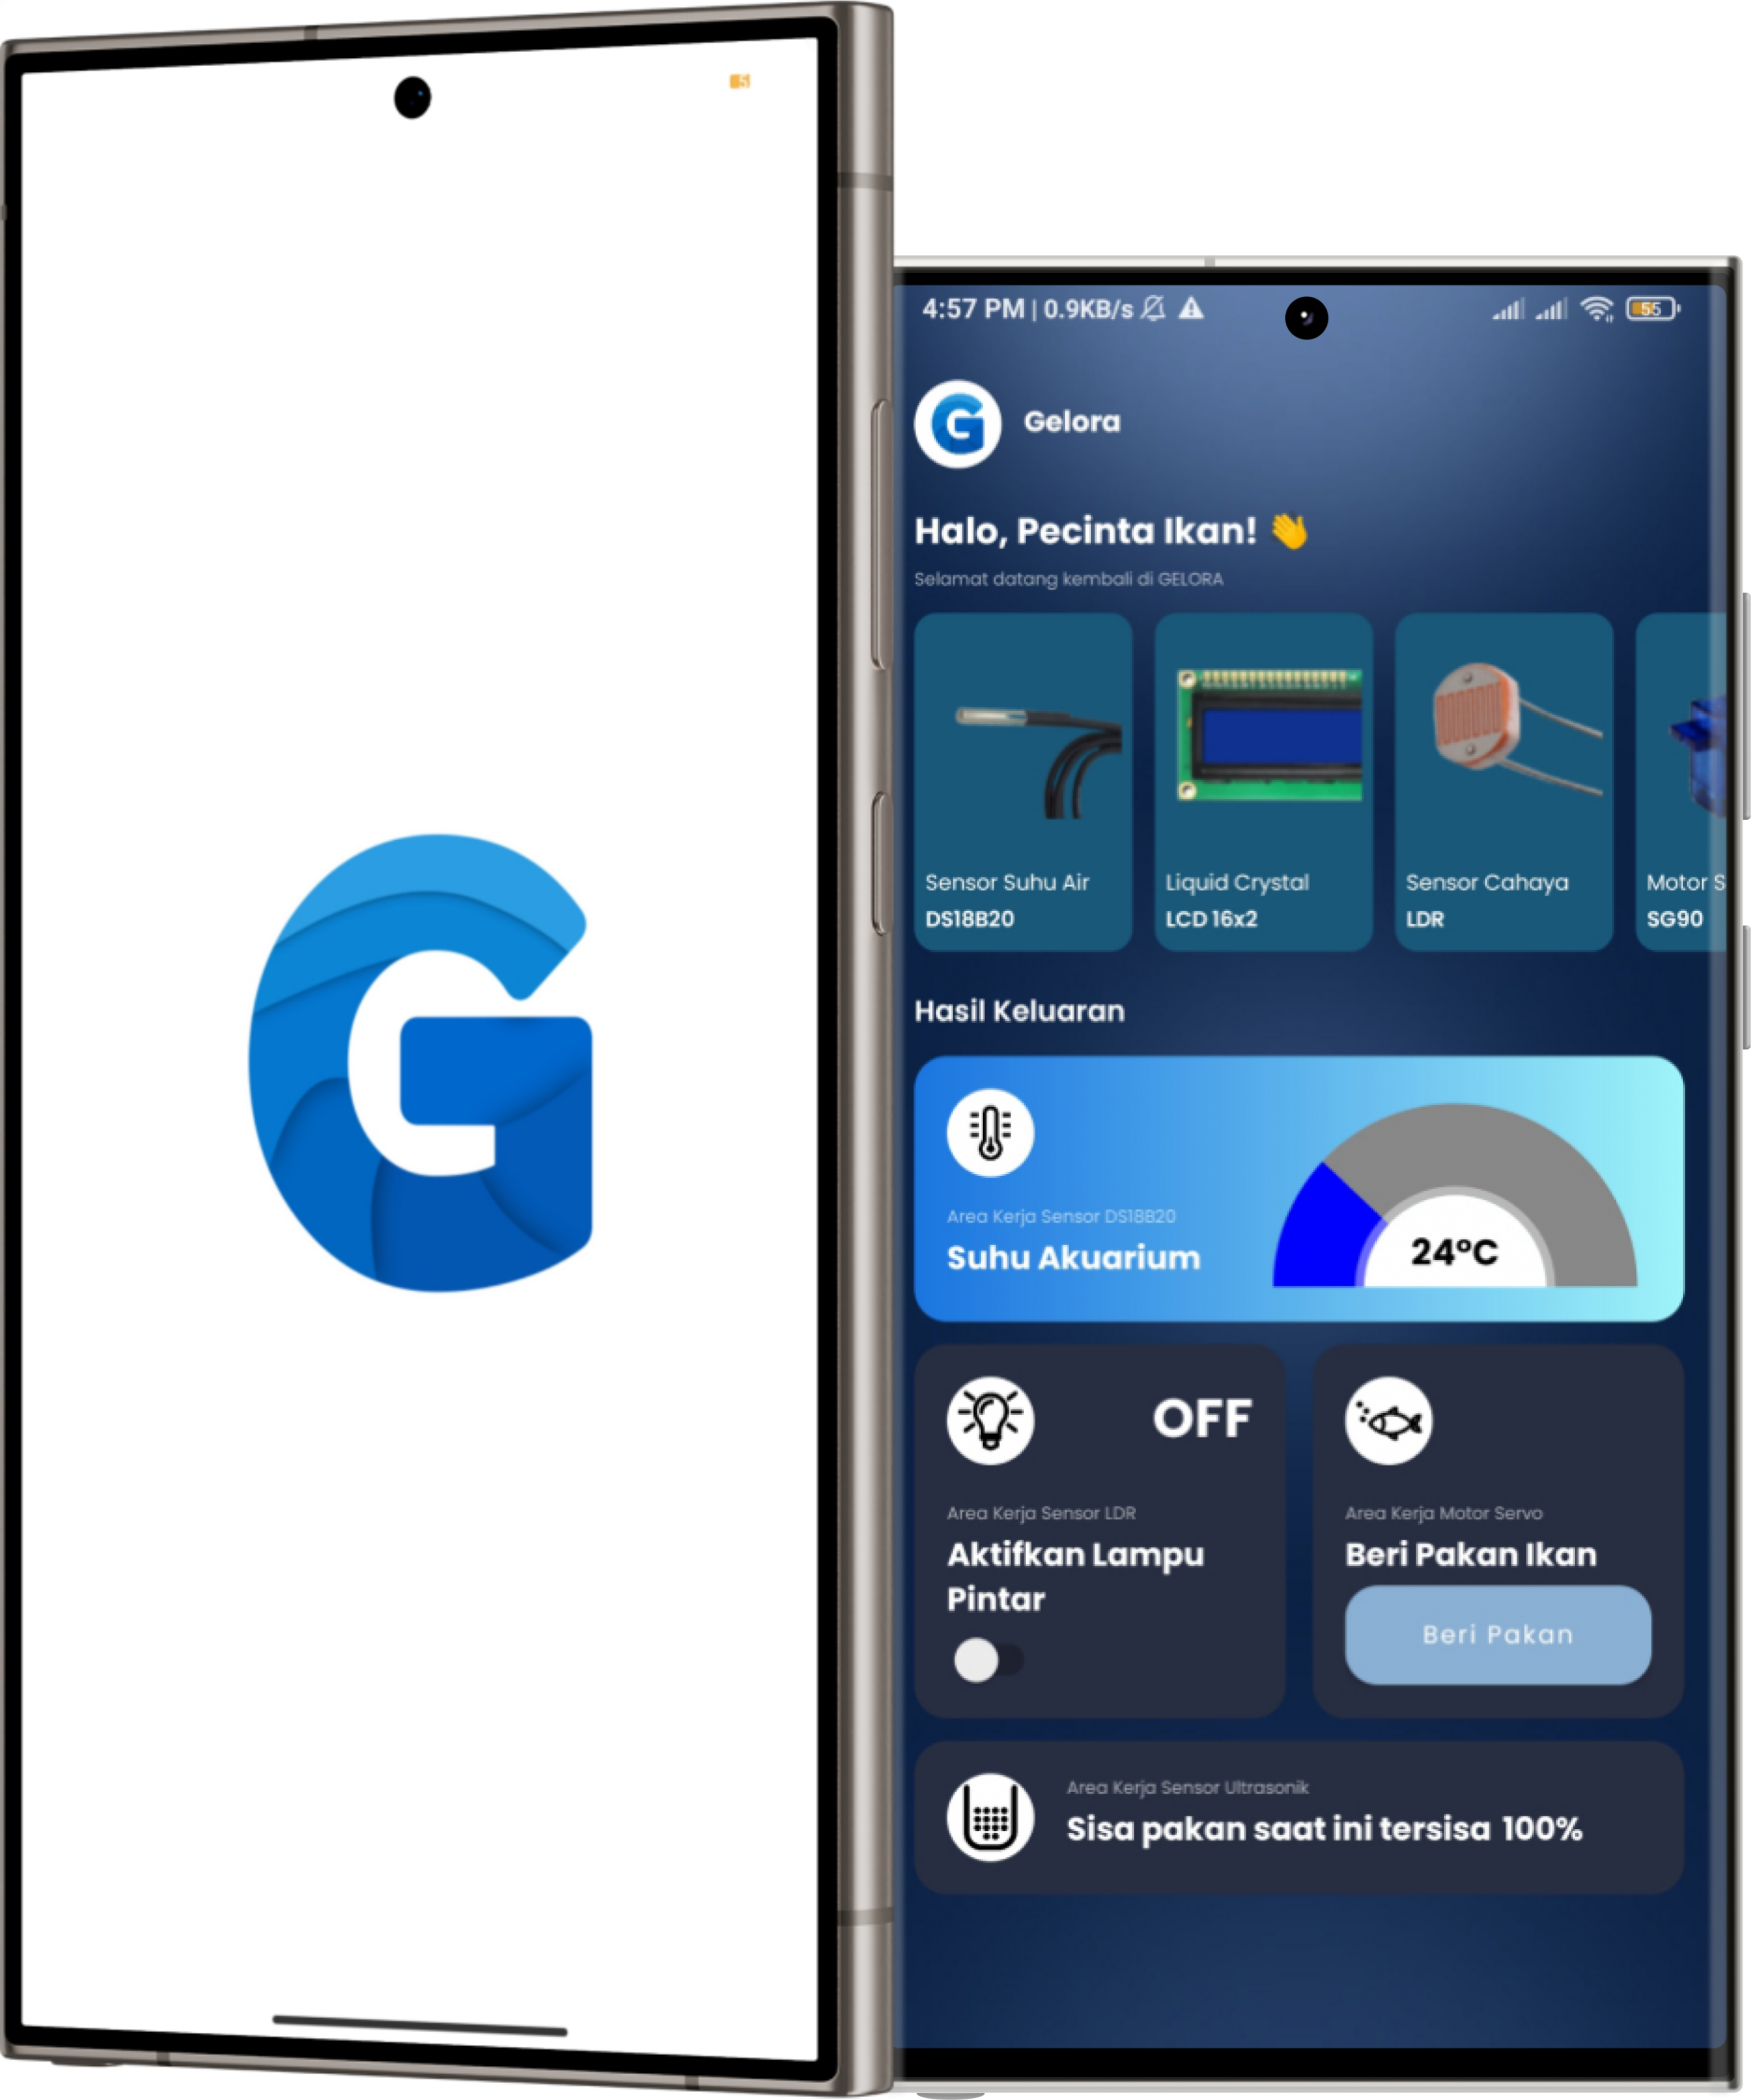 4:57 PM | 0.9KB/s
55
G
Gelora
Halo, Pecinta Ikan! 👋
Selamat datang kembali di GELORA
Sensor Suhu Air
DS18B20
Liquid Crystal
LCD 16x2
Sensor Cahaya
LDR
Motor S
SG90
Hasil Keluaran
Area Kerja Sensor DS18B20
Suhu Akuarium
24°C
OFF
Area Kerja Sensor LDR
Aktifkan Lampu
Pintar
Area Kerja Motor Servo
Beri Pakan Ikan
Beri Pakan
Area Kerja Sensor Ultrasonik
Sisa pakan saat ini tersisa 100%
G